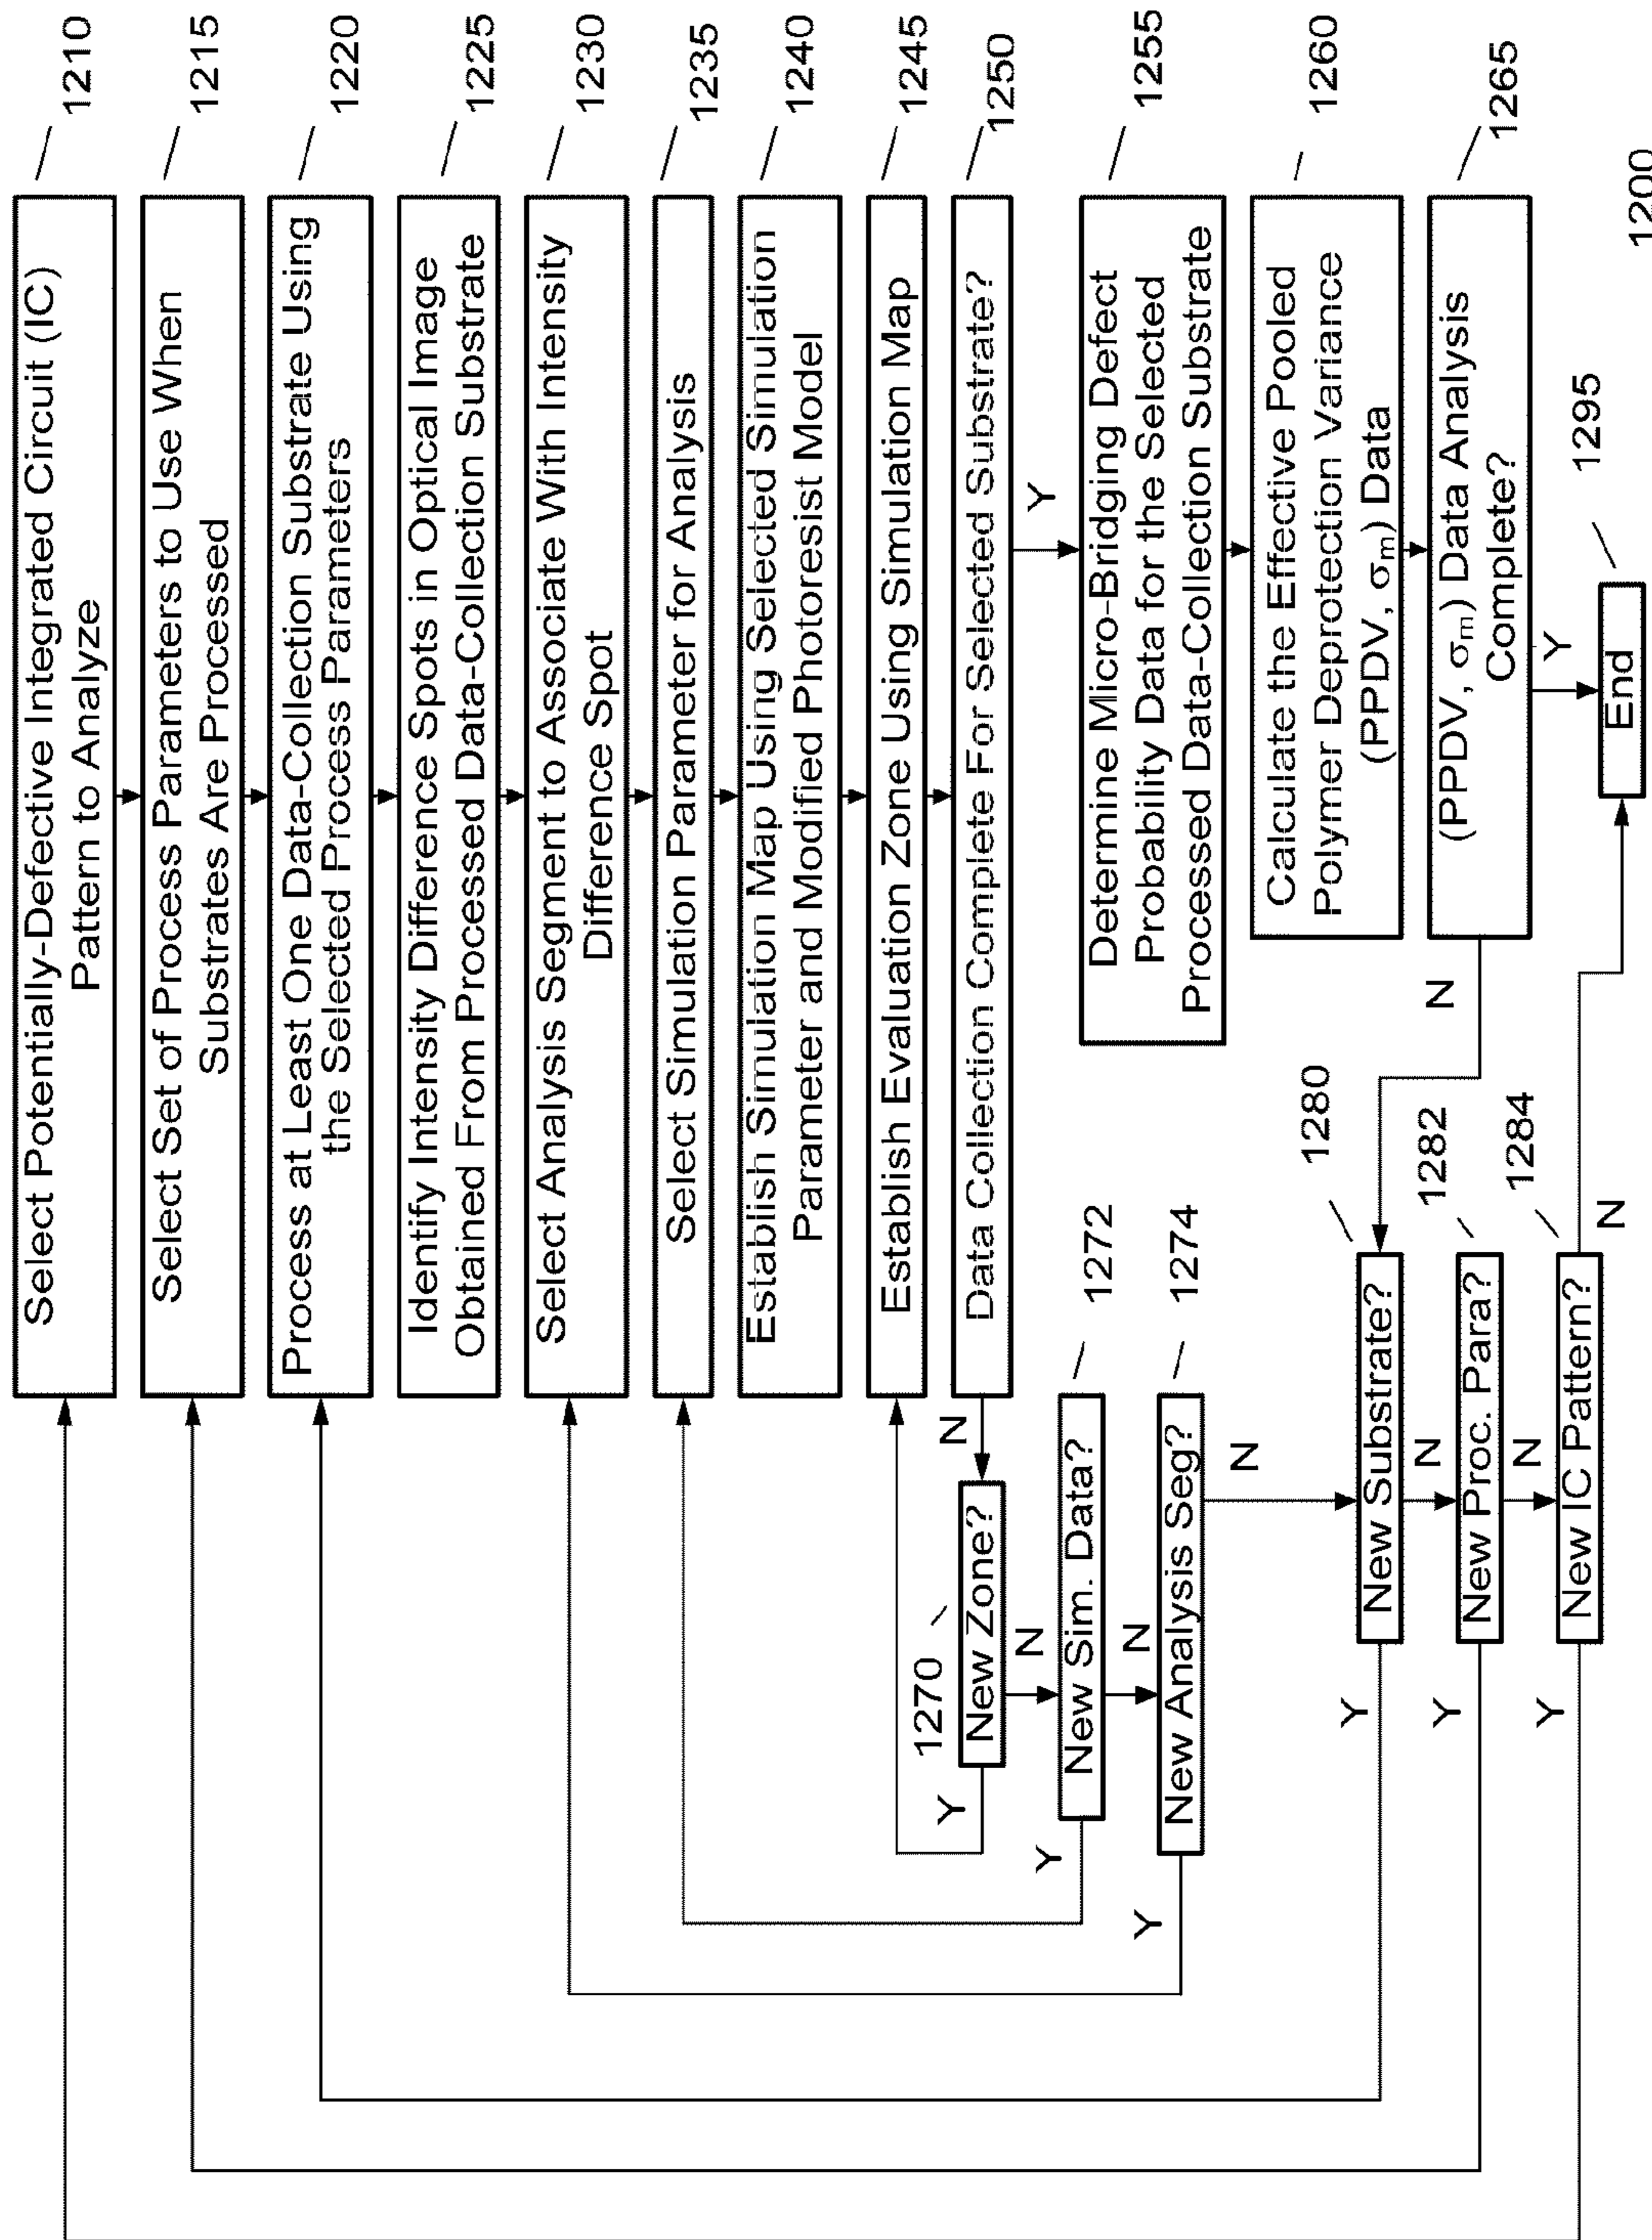 Select Potentially-Defective Integrated Circuit (IC)
Pattern to Analyze
1210
Select Set of Process Parameters to Use When
Substrates Are Processed
1215
Process at Least One Data-Collection Substrate Using
the Selected Process Parameters
1220
Identify Intensity Difference Spots in Optical Image
Obtained From Processed Data-Collection Substrate
1225
Select Analysis Segment to Associate With Intensity
Difference Spot
1230
Select Simulation Parameter for Analysis
1235
Establish Simulation Map Using Selected Simulation
Parameter and Modified Photoresist Model
1240
Establish Evaluation Zone Using Simulation Map
1245
Data Collection Complete For Selected Substrate?
1250
N
Y
1270
New Zone?
Y
N
New Sim. Data?
1272
Y
N
New Analysis Seg?
1274
Y
N
Determine Micro-Bridging Defect
Probability Data for the Selected
Processed Data-Collection Substrate
1255
Calculate the Effective Pooled
Polymer Deprotection Variance
(PPDV, σm) Data
1260
(PPDV, σm) Data Analysis
Complete?
1265
N
Y
New Substrate?
1280
Y
N
New Proc. Para?
1282
Y
N
New IC Pattern?
1284
Y
N
End
1295
1200